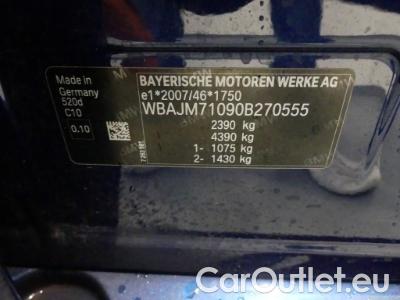 Made in
Germany
520d
C10
0.10
BAYERISCHE MOTOREN WERKE AG
e1*2007/46*1750
WBAJM71090B270555
2390 kg
4390 kg
1- 1075 kg
2- 1430 kg
CarOutlet.eu